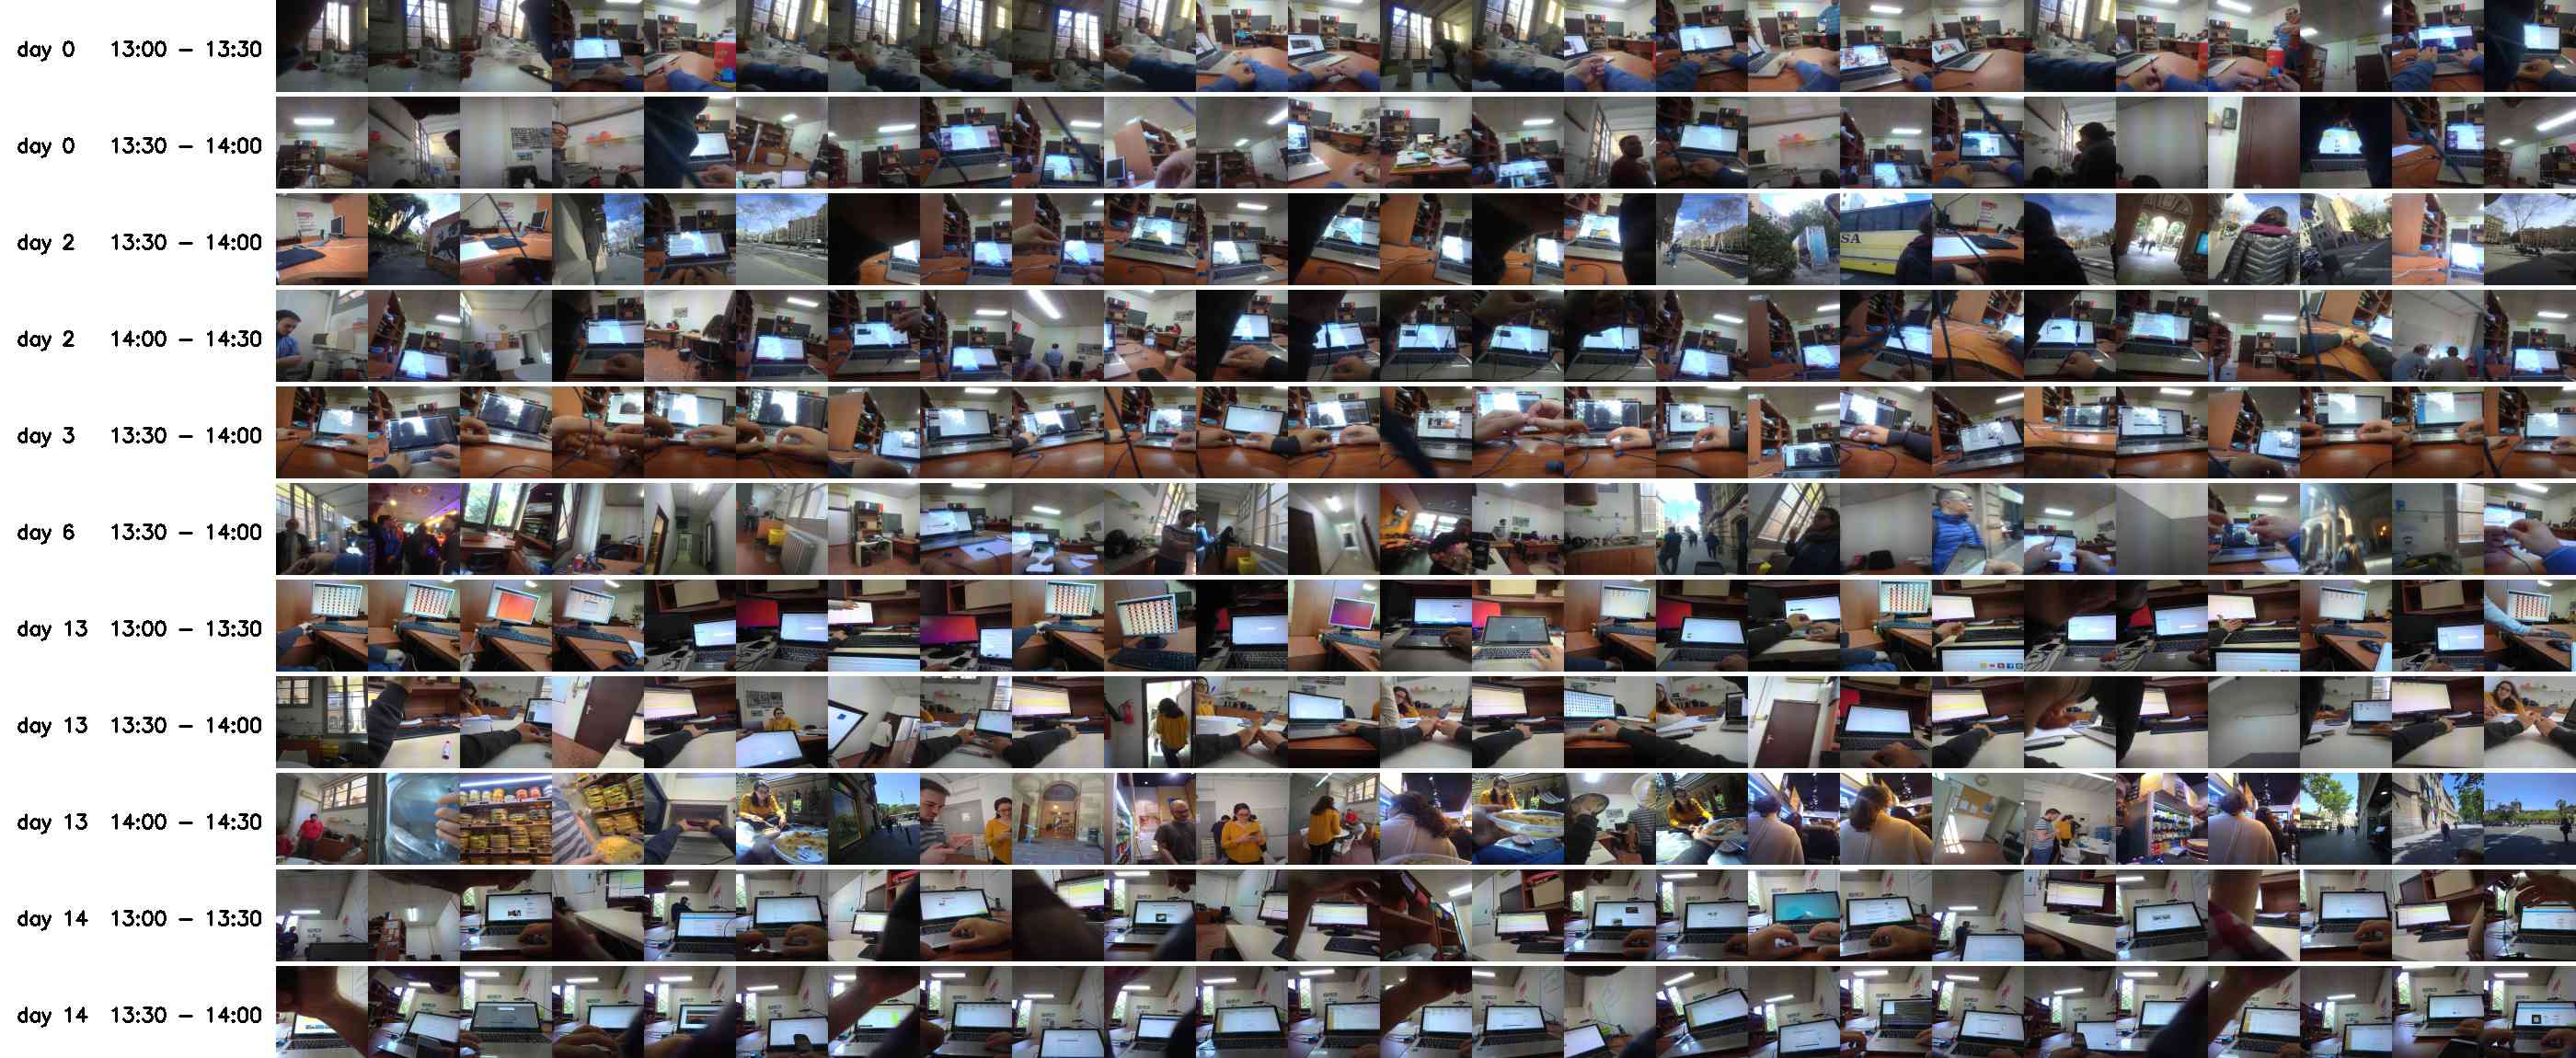 day 0 13:00 – 13:30
day 0 13:30 – 14:00
day 2 13:30 – 14:00
SA
day 2 14:00 – 14:30
day 3 13:30 – 14:00
day 6 13:30 – 14:00
day 13 13:00 – 13:30
day 13 13:30 – 14:00
day 13 14:00 – 14:30
day 14 13:00 – 13:30
day 14 13:30 – 14:00